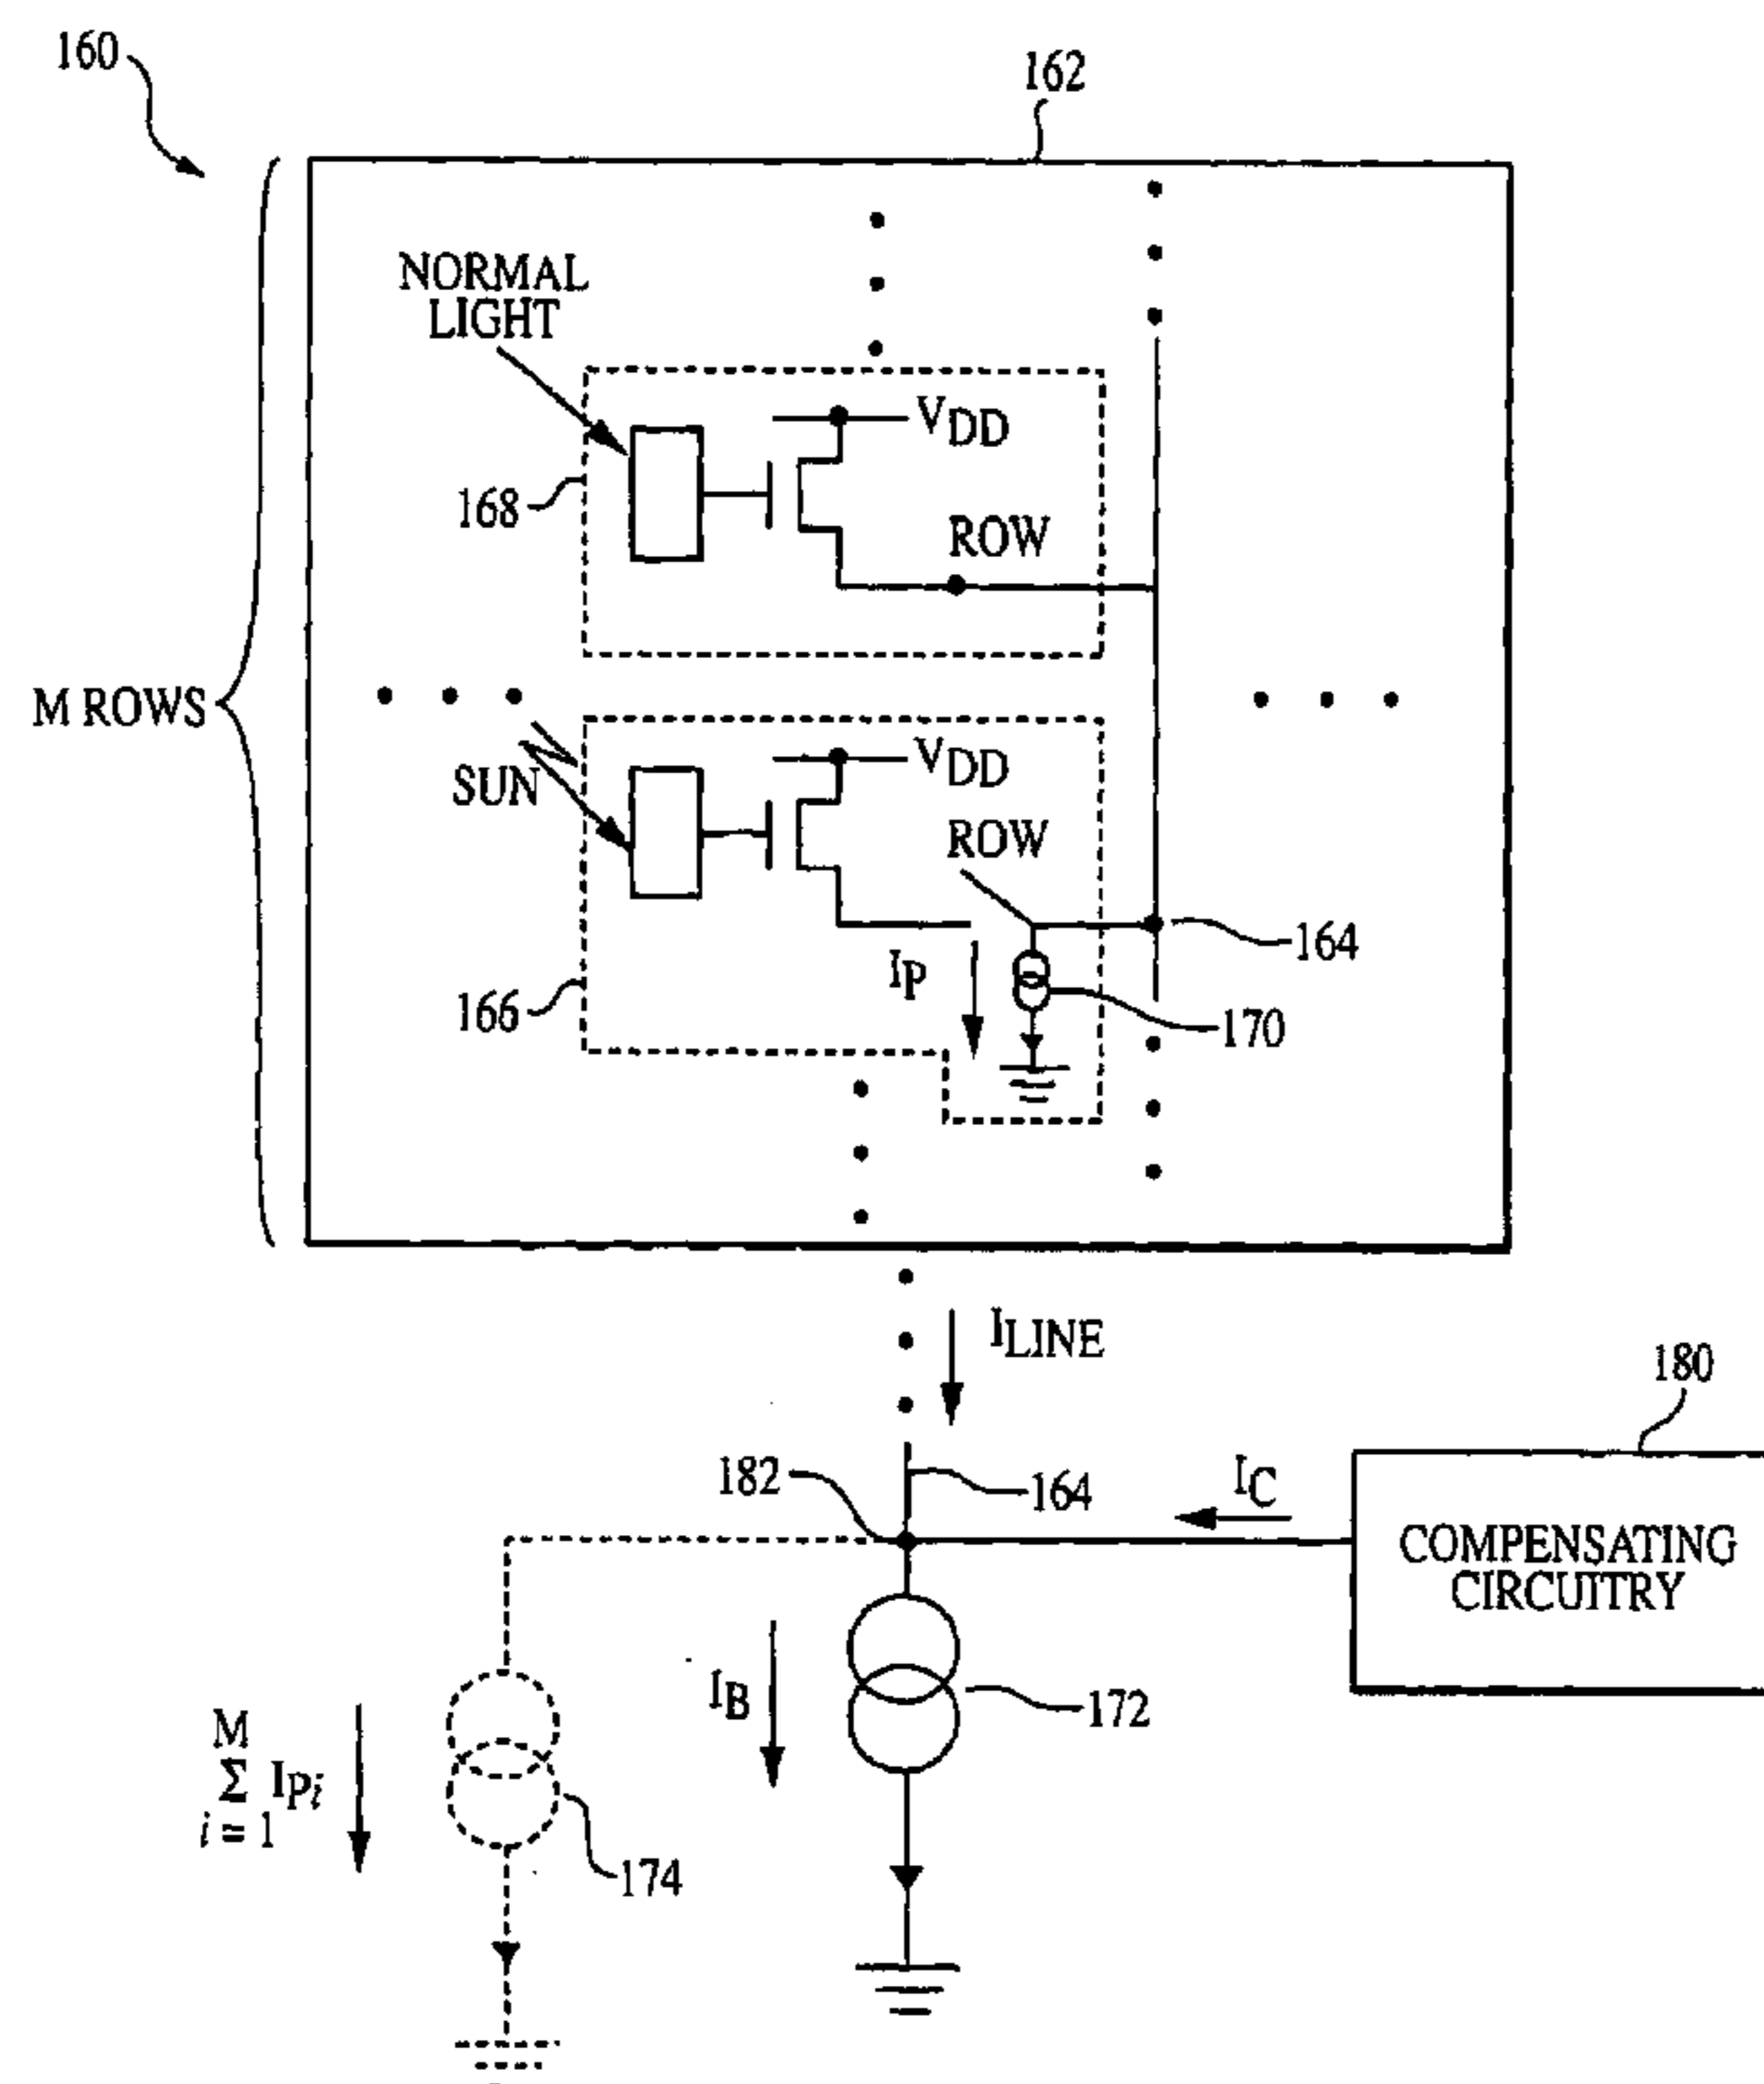 160
162
NORMAL
LIGHT
VDD
168
ROW
M ROWS
SUN
VDD
ROW
164
IP
166
170
ILINE
180
182
164
IC
COMPENSATING
CIRCUITRY
IB
172
M
Σ IPi
i = 1
174